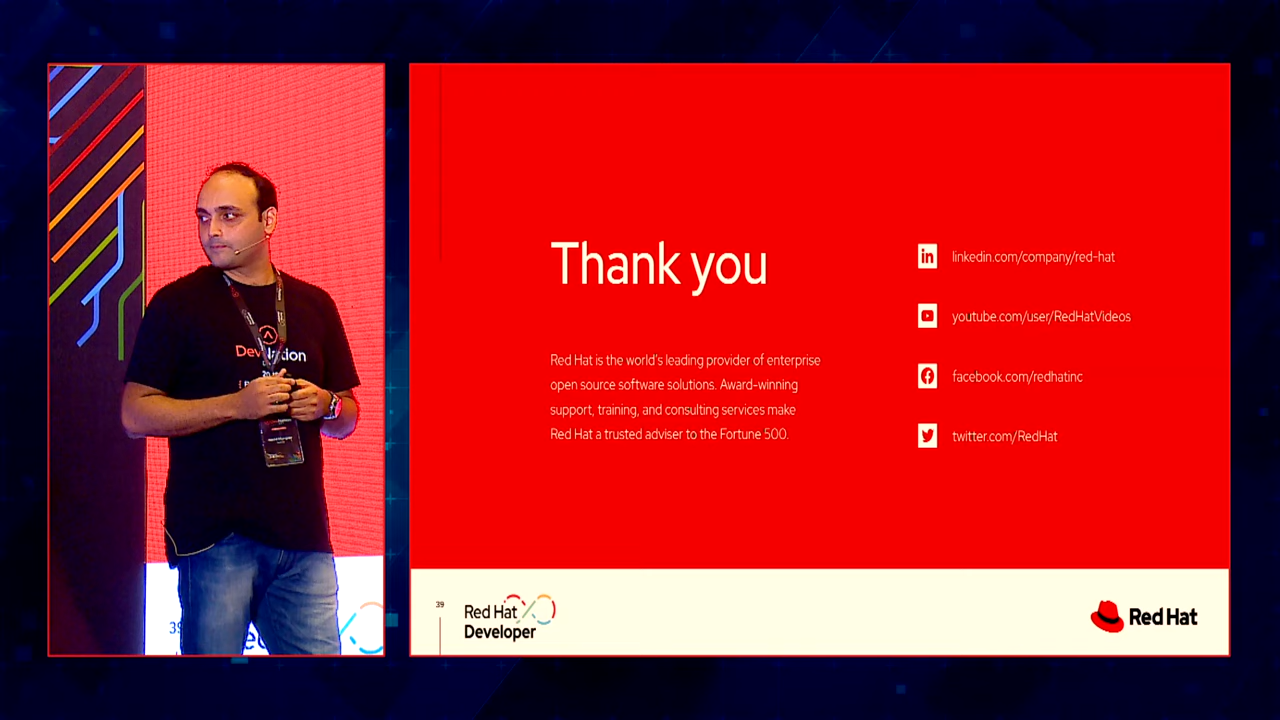 DevNation
39
Thank you
Red Hat is the world's leading provider of enterprise
open source software solutions. Award-winning
support, training, and consulting services make
Red Hat a trusted adviser to the Fortune 500.
linkedin.com/company/red-hat
youtube.com/user/RedHatVideos
facebook.com/redhatinc
twitter.com/RedHat
39
Red Hat
Developer
Red Hat